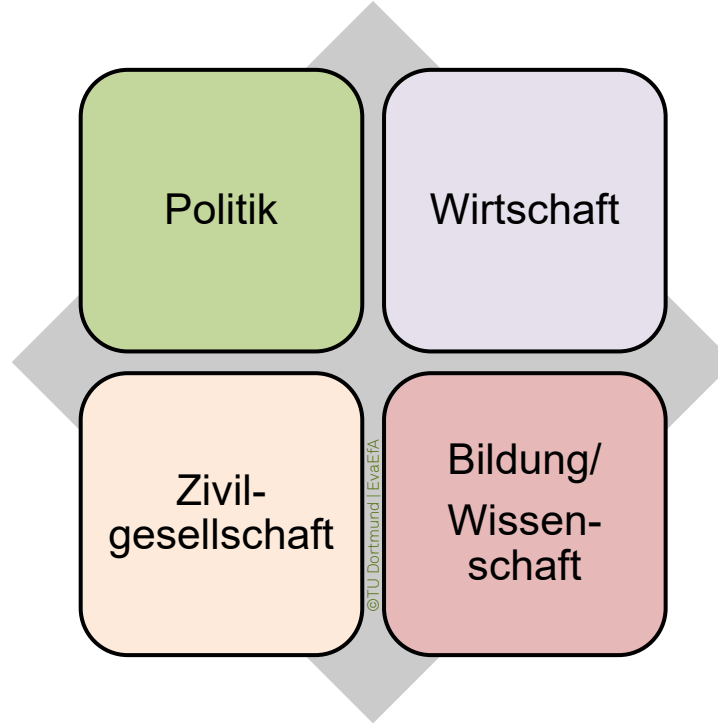 Politik
Wirtschaft
Zivil-
gesellschaft
Bildung/
Wissen-
schaft
©TU Dortmund | EvaEfA